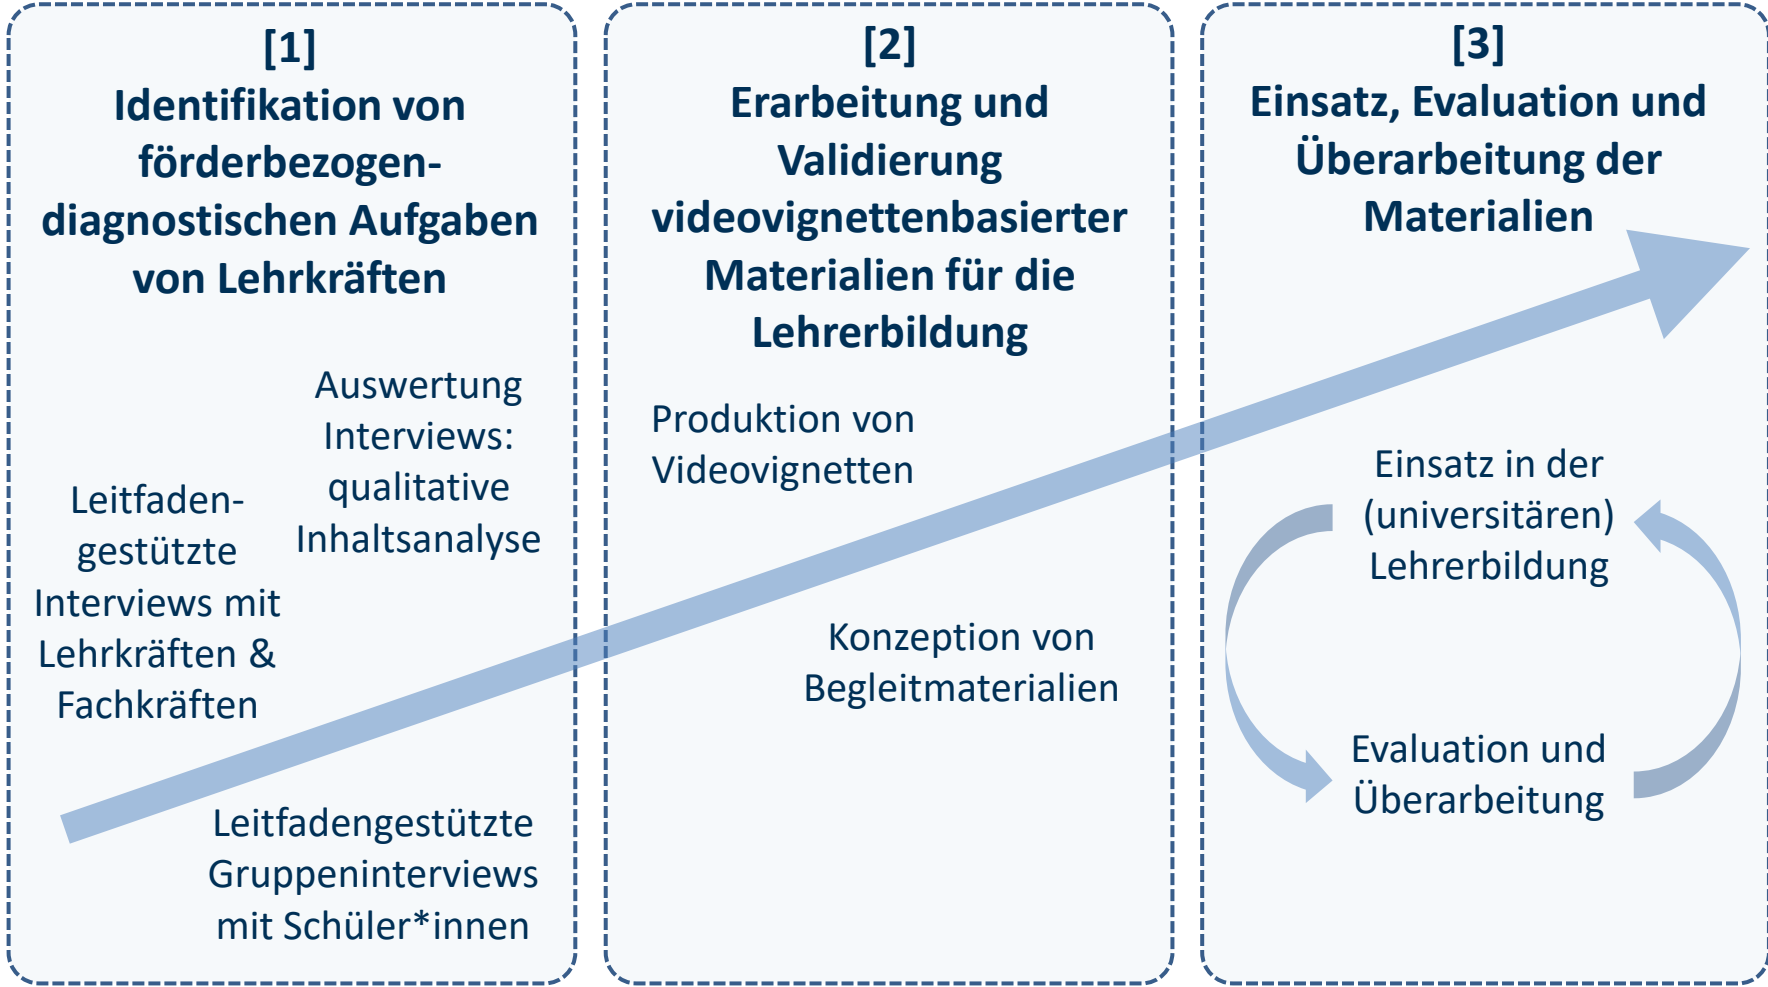 [1]
Identifikation von
förderbezogen-
diagnostischen Aufgaben
von Lehrkräften
Auswertung
Interviews:
qualitative
Inhaltsanalyse
Leitfaden-
gestützte
Interviews mit
Lehrkräften &
Fachkräften
Leitfadengestützte
Gruppeninterviews
mit Schüler*innen
[2]
Erarbeitung und
Validierung
videovignettenbasierter
Materialien für die
Lehrerbildung
Produktion von
Videovignetten
Konzeption von
Begleitmaterialien
[3]
Einsatz, Evaluation und
Überarbeitung der
Materialien
Einsatz in der
(universitären)
Lehrerbildung
Evaluation und
Überarbeitung